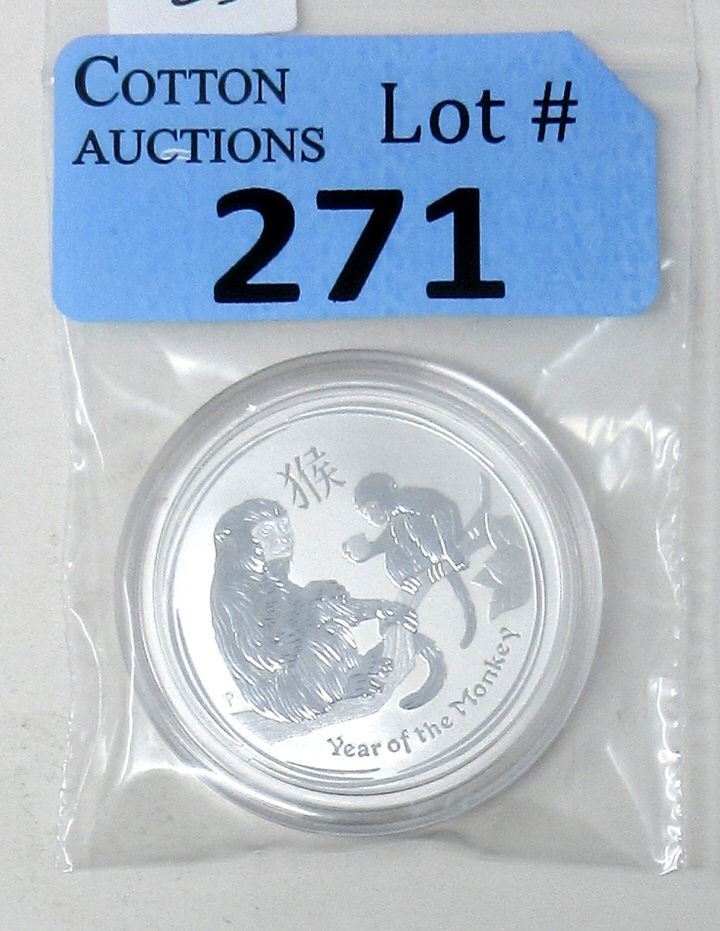 COTTON
AUCTIONS
Lot #
271
猴
Year of the Monkey